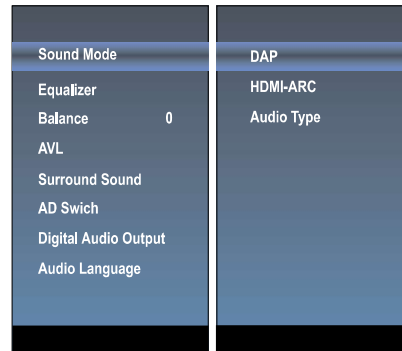 Sound Mode
Equalizer
Balance 0
AVL
Surround Sound
AD Swich
Digital Audio Output
Audio Language
DAP
HDMI-ARC
Audio Type